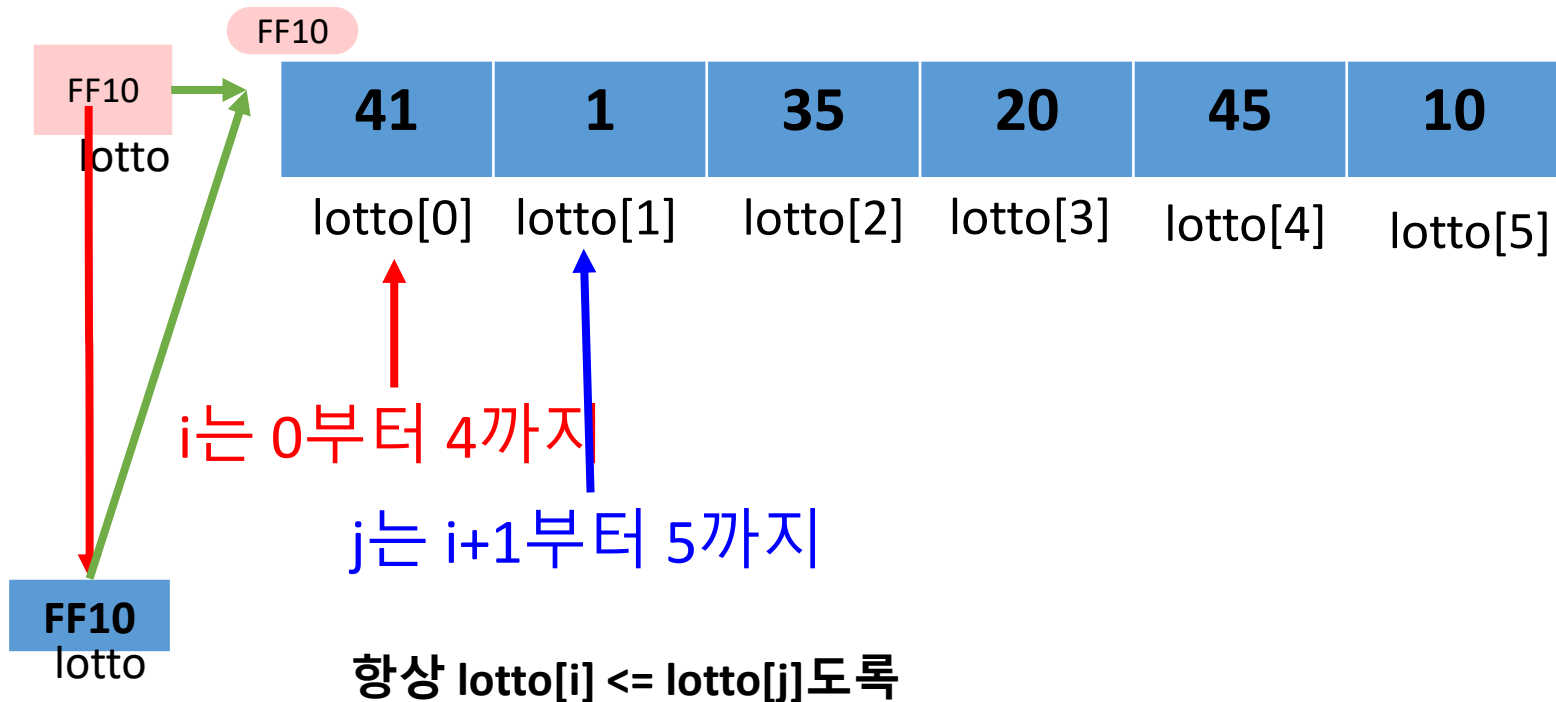 FF10
FF10
lotto
41 1 35 20 45 10
lotto[0] lotto[1] lotto[2] lotto[3] lotto[4] lotto[5]
i는 0부터 4까지
j는 i+1부터 5까지
FF10
lotto
항상 lotto[i] <= lotto[j]도록